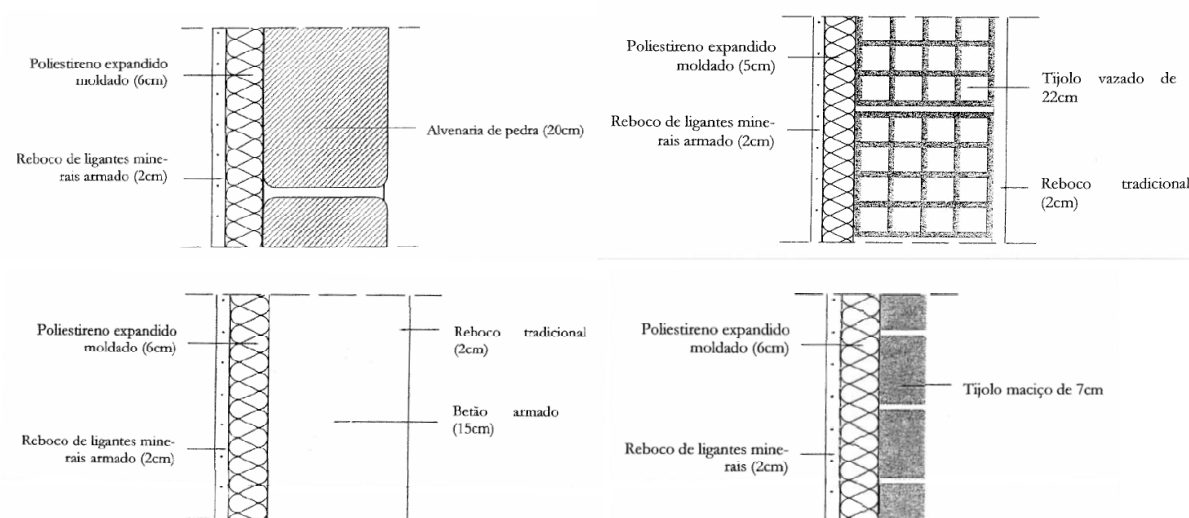 Poliestireno expandido
moldado (6cm)
Alvenaria de pedra (20cm)
Reboco de ligantes mine-
rais armado (2cm)
Poliestireno expandido
moldado (5cm)
Tijolo vazado de
22cm
Reboco de ligantes mine-
rais armado (2cm)
Reboco tradicional
(2cm)
Poliestireno expandido
moldado (6cm)
Reboco tradicional
(2cm)
Betão armado
(15cm)
Reboco de ligantes mine-
rais armado (2cm)
Poliestireno expandido
moldado (6cm)
Tijolo maciço de 7cm
Reboco de ligantes mine-
rais (2cm)